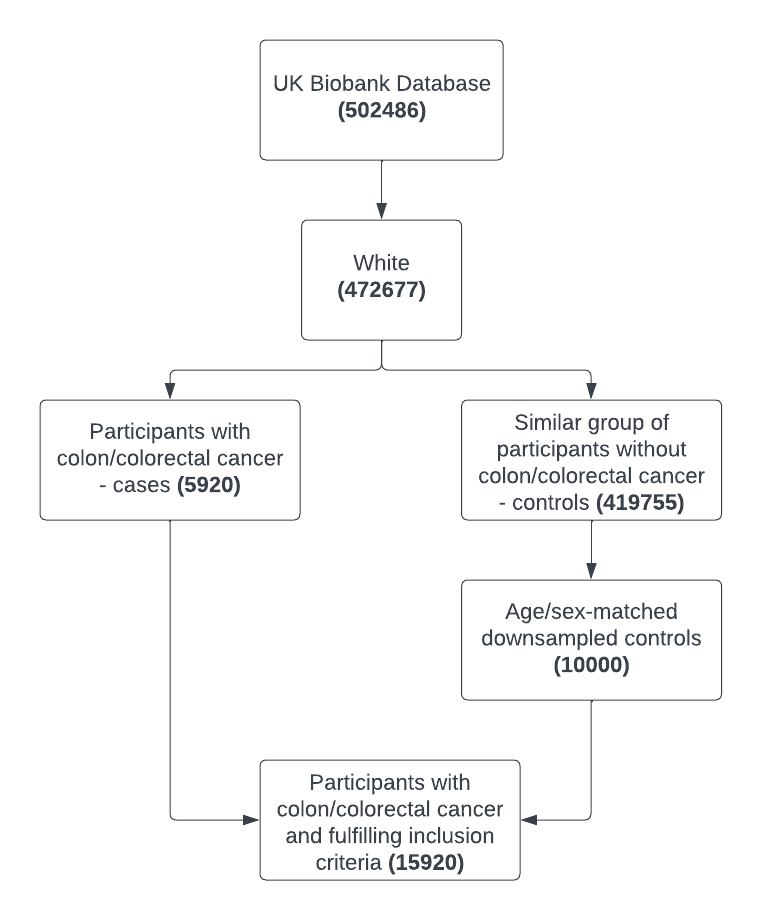 UK Biobank Database
(502486)
White
(472677)
Participants with
colon/colorectal cancer
- cases (5920)
Similar group of
participants without
colon/colorectal cancer
- controls (419755)
Age/sex-matched
downsampled controls
(10000)
Participants with
colon/colorectal cancer
and fulfilling inclusion
criteria (15920)